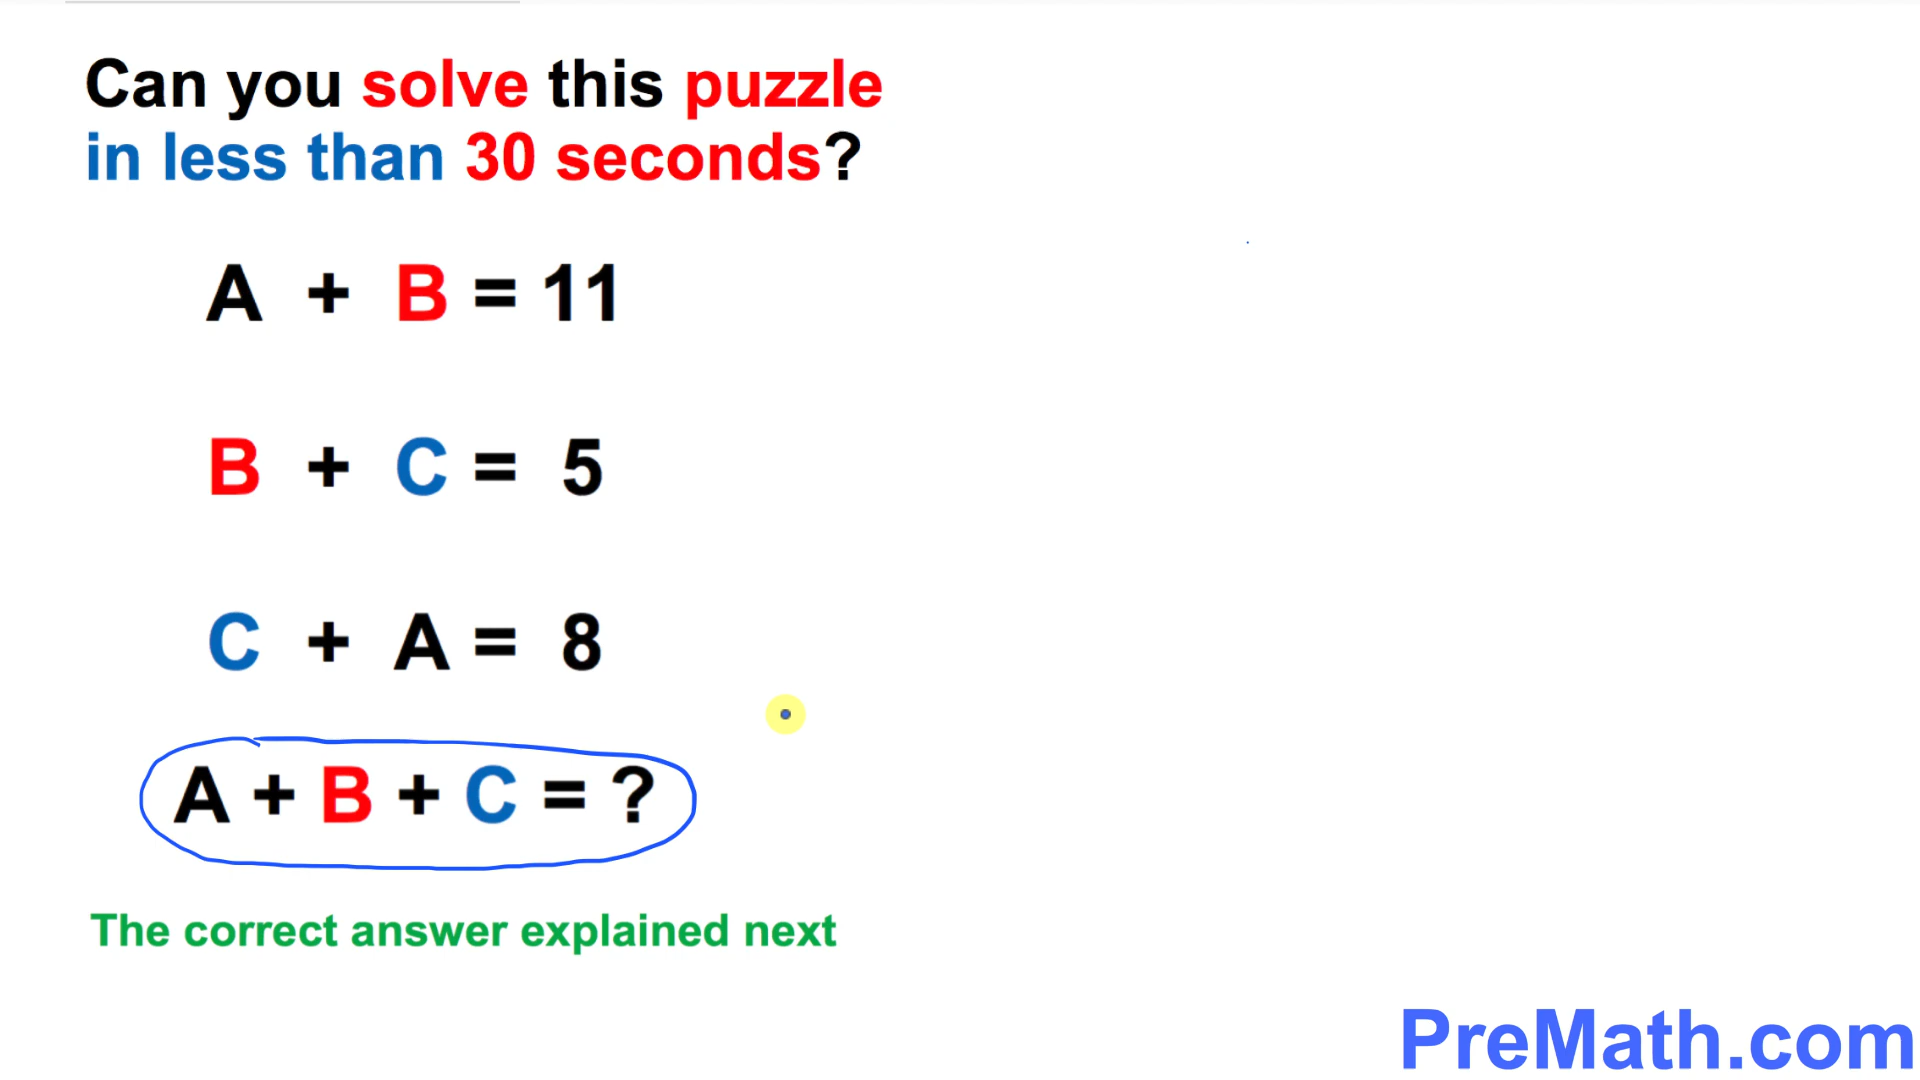 Can you solve this puzzle
in less than 30 seconds?
A + B = 11
B + C = 5
C + A = 8
A + B + C = ?
The correct answer explained next
PreMath.com